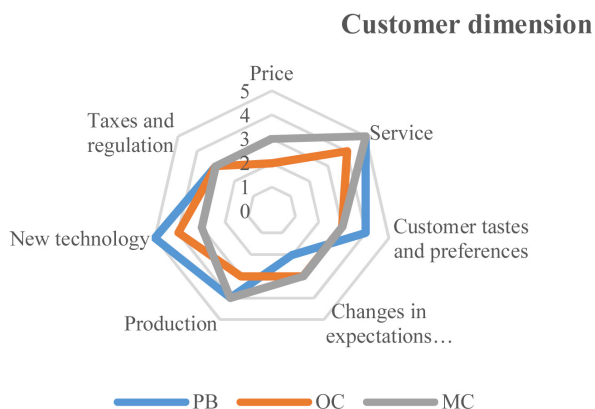 Customer dimension
Price
5
4
3
2
1
0
Taxes and
regulation
Service
New technology
Customer tastes
and preferences
Production
Changes in
expectations…
PB
OC
MC